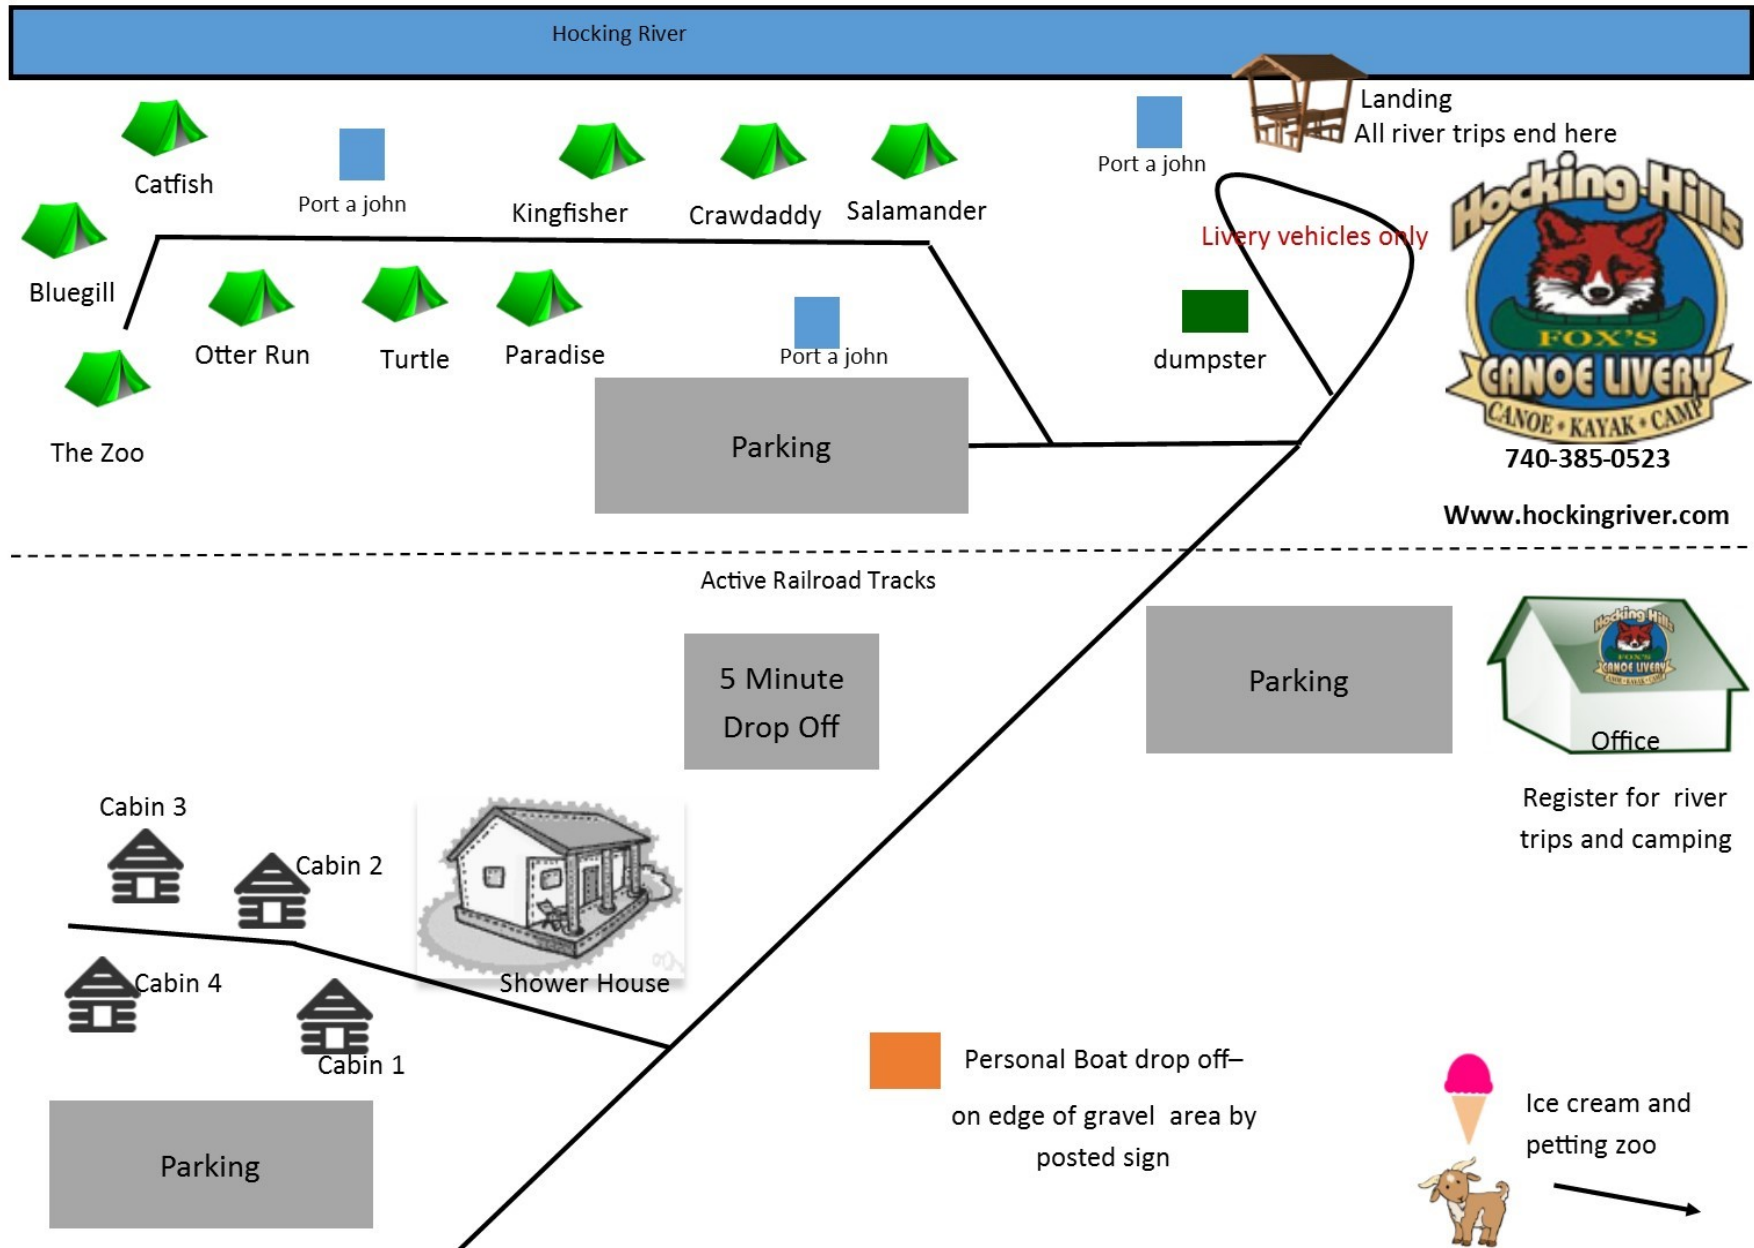 Hocking River
Landing
All river trips end here
Port a john
Catfish
Port a john
Kingfisher
Crawdaddy
Salamander
Livery vehicles only
Hocking Hills
FOX'S
CANOE LIVERY
CANOE • KAYAK • CAMP
740-385-0523
Www.hockingriver.com
Bluegill
Otter Run
Turtle
Paradise
Port a john
dumpster
The Zoo
Parking
Active Railroad Tracks
5 Minute
Drop Off
Parking
Hocking Hills
FOX'S
CANOE LIVERY
CANOE • KAYAK • CAMP
Office
Register for river
trips and camping
Cabin 3
Cabin 2
Cabin 4
Cabin 1
Shower House
Parking
Personal Boat drop off–
on edge of gravel area by
posted sign
Ice cream and
petting zoo